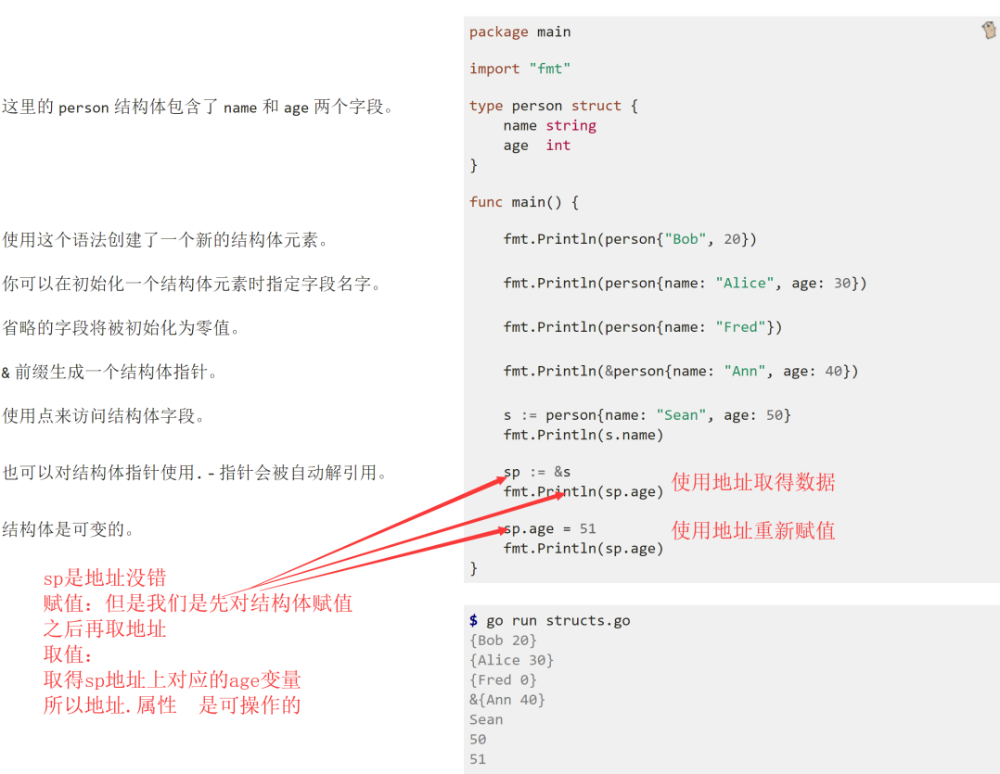 package main
import "fmt"
这里的 person 结构体包含了 name 和 age 两个字段。
type person struct {
    name string
    age  int
}
func main() {
使用这个语法创建了一个新的结构体元素。
    fmt.Println(person{"Bob", 20})
你可以在初始化一个结构体元素时指定字段名字。
    fmt.Println(person{name: "Alice", age: 30})
省略的字段将被初始化为零值。
    fmt.Println(person{name: "Fred"})
& 前缀生成一个结构体指针。
    fmt.Println(&person{name: "Ann", age: 40})
使用点来访问结构体字段。
    s := person{name: "Sean", age: 50}
    fmt.Println(s.name)
也可以对结构体指针使用. - 指针会被自动解引用。
    sp := &s
    fmt.Println(sp.age)
使用地址取得数据
结构体是可变的。
    sp.age = 51
使用地址重新赋值
    fmt.Println(sp.age)
}
sp是地址没错
赋值：但是我们是先对结构体赋值
之后再取地址
取值：
取得sp地址上对应的age变量
所以地址.属性  是可操作的
$ go run structs.go
{Bob 20}
{Alice 30}
{Fred 0}
&{Ann 40}
Sean
50
51